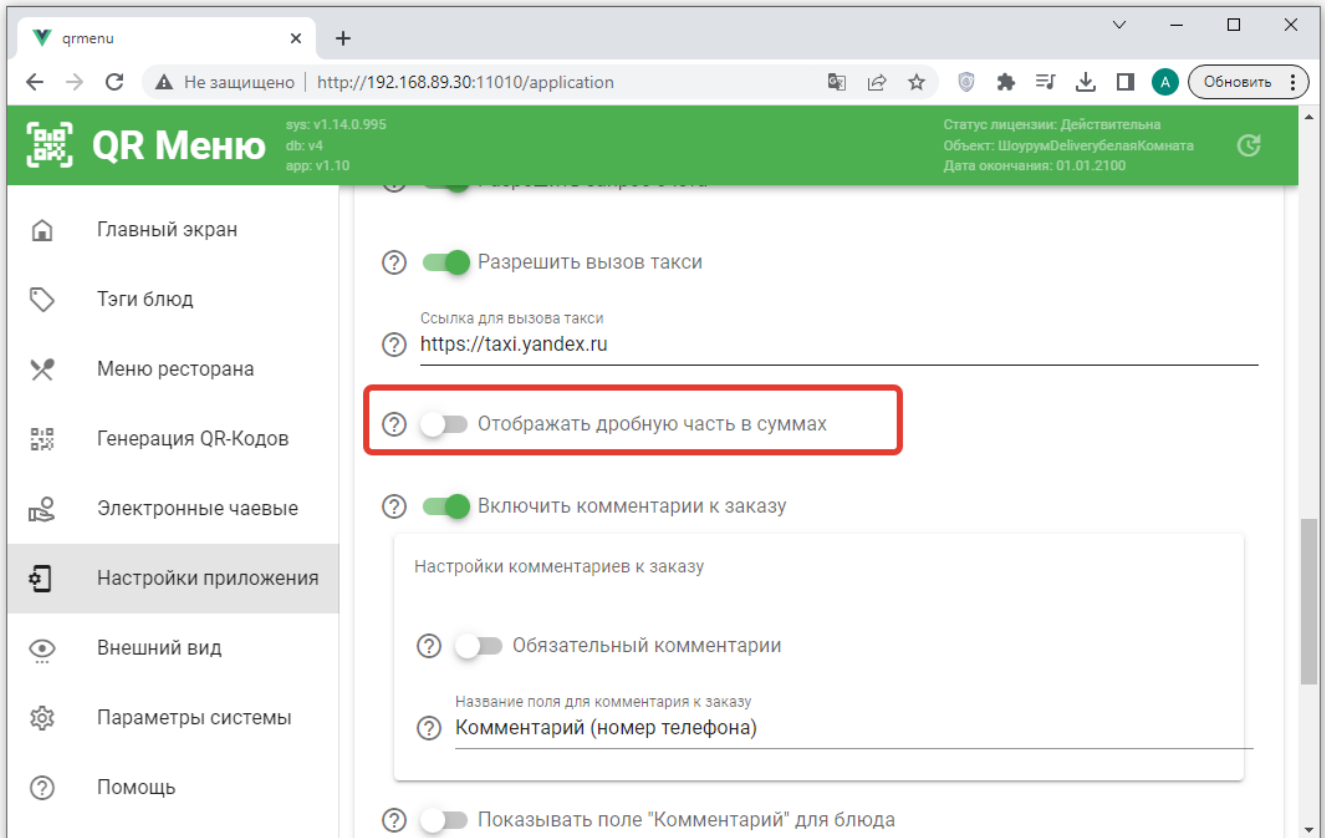 qrmenu
Не защищено http://192.168.89.30:11010/application
A
Обновить
QR Меню
sys: v1.14.0.995
db: v4
app: v1.10
Статус лицензии: Действительна
Объект: ШоурумDeliveryбелаяКомната
Дата окончания: 01.01.2100
Главный экран
Тэги блюд
Меню ресторана
Генерация QR-Кодов
Электронные чаевые
Настройки приложения
Внешний вид
Параметры системы
Помощь
Разрешить вызов такси
Ссылка для вызова такси
https://taxi.yandex.ru
Отображать дробную часть в суммах
Включить комментарии к заказу
Настройки комментариев к заказу
Обязательный комментарии
Название поля для комментария к заказу
Комментарий (номер телефона)
Показывать поле "Комментарий" для блюда